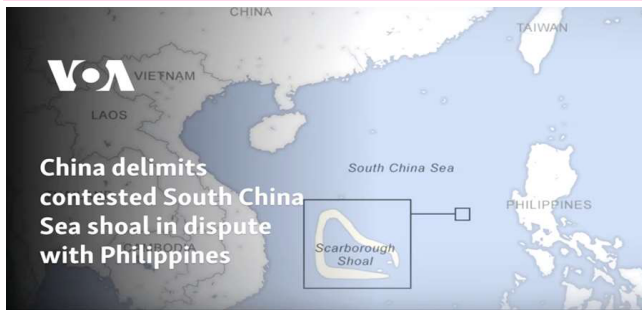 CHINA
TAIWAN
VOA
VIETNAM
LAOS
South China Sea
China delimits
contested South China
Sea shoal in dispute
with Philippines
PHILIPPINES
Scarborough
Shoal
CAMBODIA